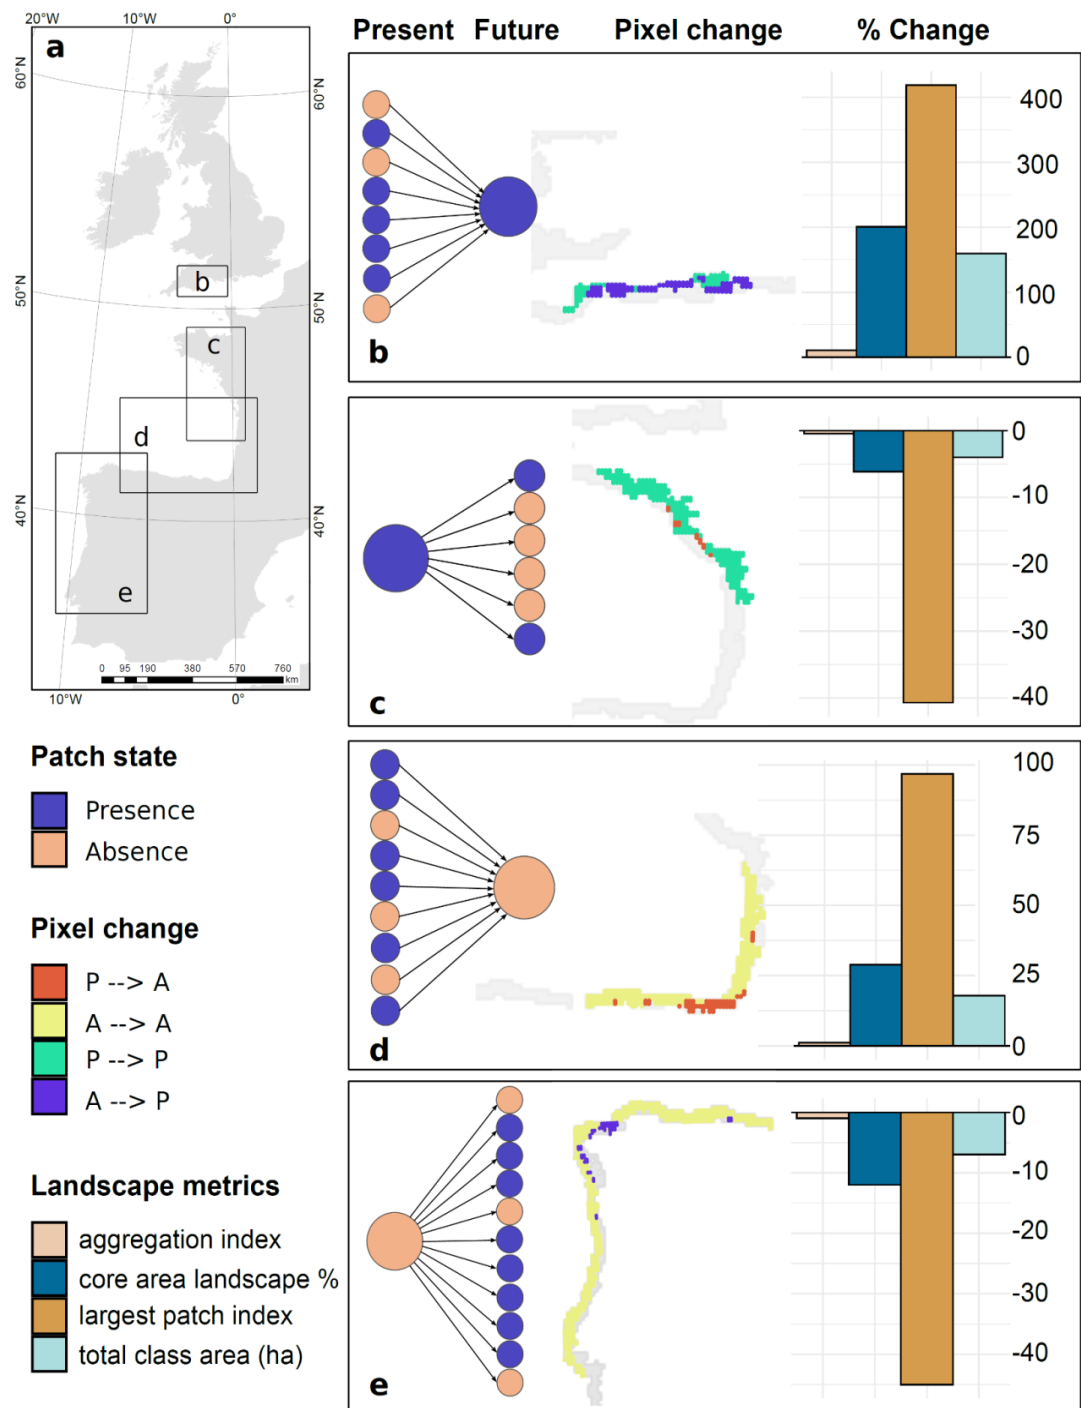 Present Future Pixel change % Change
20°W 10°W 0°
a
60°N 60°N
50°N 50°N
40°N 40°N
b
c
d
e
0 95 190 380 570 760
km
10°W 0°
Patch state
Presence
Absence
Pixel change
P --> A
A --> A
P --> P
A --> P
Landscape metrics
aggregation index
core area landscape %
largest patch index
total class area (ha)
b
400
300
200
100
0
c
0
-10
-20
-30
-40
d
100
75
50
25
0
e
0
-10
-20
-30
-40